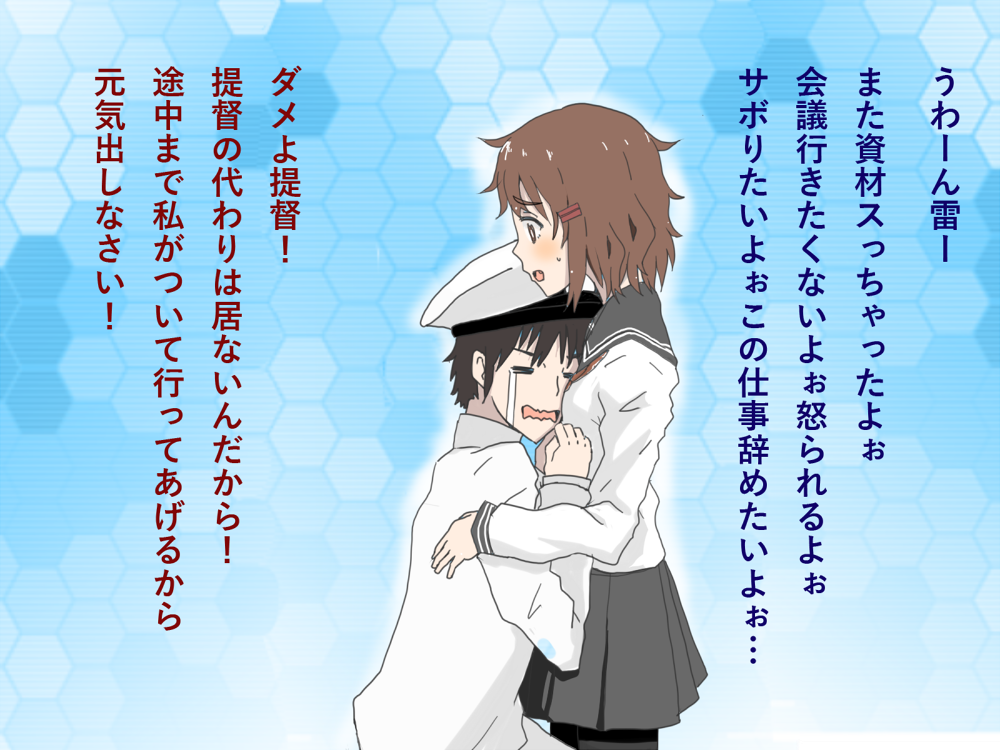 うわーん雷ー
また資材スっちゃったよぉ
会議行きたくないよぉ怒られるよぉ
サボりたいよぉこの仕事辞めたいよぉ…
ダメよ提督！
提督の代わりは居ないんだから！
途中まで私がついて行ってあげるから
元気出しなさい！